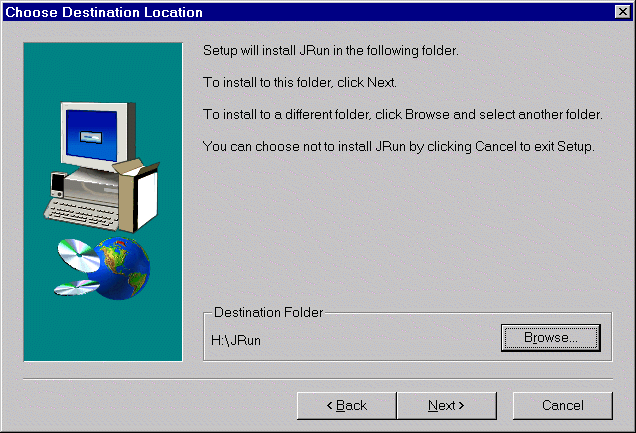 Choose Destination Location
Setup will install JRun in the following folder.
To install to this folder, click Next.
To install to a different folder, click Browse and select another folder.
You can choose not to install JRun by clicking Cancel to exit Setup.
Destination Folder
H:\JRun
Browse...
< Back
Next >
Cancel